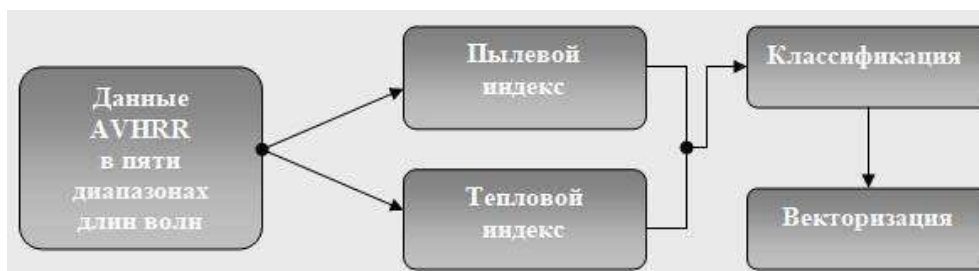 Данные
AVHRR
в пяти
диапазонах
длин волн
Пылевой
индекс
Тепловой
индекс
Классификация
Векторизация